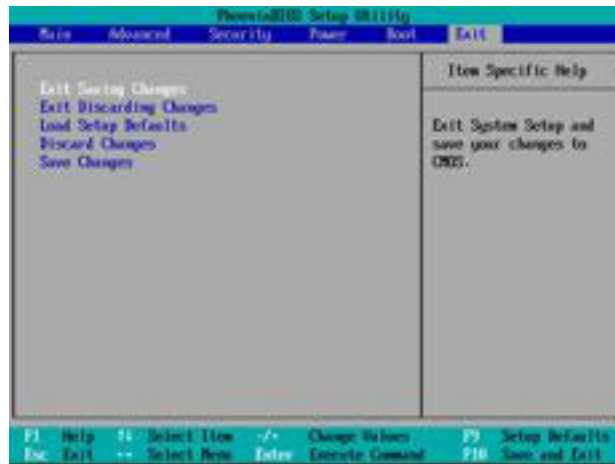 PhoenixBIOS Setup Utility
Main Advanced Security Power Boot Exit
Item Specific Help
Exit Saving Changes
Exit Discarding Changes
Load Setup Defaults
Discard Changes
Save Changes
Exit System Setup and
save your changes to
CMOS.
F1 Help ↑↓ Select Item -/+ Change Values F9 Setup Defaults
Esc Exit ↔ Select Menu Enter Execute Command F10 Save and Exit